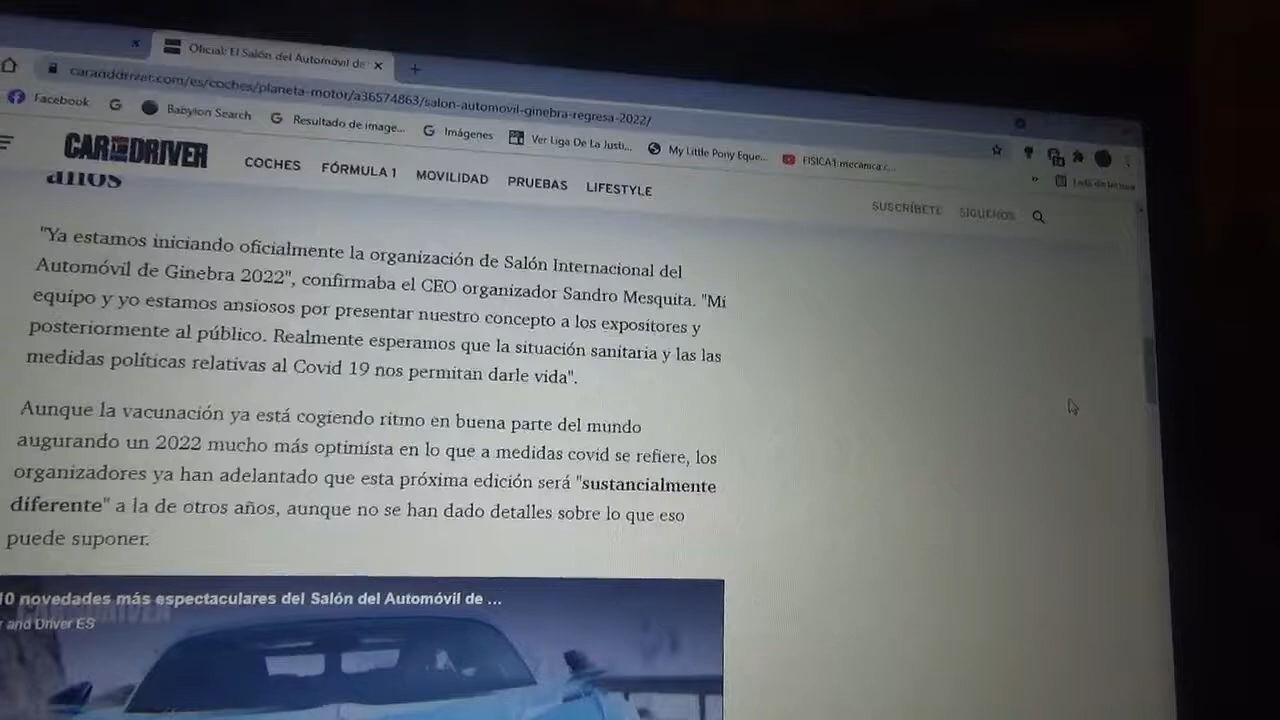 Oficial: El Salón del Automóvil de
caranddriver.com/es/coches/planeta-motor/a36574863/salon-automovil-ginebra-regresa-2022/
Facebook
Babylon Search
Resultado de image...
Imágenes
Ver Liga De La Justi...
My Little Pony Eque...
FISICA1:mecanica:c...
»
Lista de lectura
CAR AND DRIVER
COCHES
FÓRMULA 1
MOVILIDAD
PRUEBAS
LIFESTYLE
SUSCRÍBETE
SÍGUENOS
años
"Ya estamos iniciando oficialmente la organización de Salón Internacional del
Automóvil de Ginebra 2022", confirmaba el CEO organizador Sandro Mesquita. "Mi
equipo y yo estamos ansiosos por presentar nuestro concepto a los expositores y
posteriormente al público. Realmente esperamos que la situación sanitaria y las las
medidas políticas relativas al Covid 19 nos permitan darle vida".
Aunque la vacunación ya está cogiendo ritmo en buena parte del mundo
augurando un 2022 mucho más optimista en lo que a medidas covid se refiere, los
organizadores ya han adelantado que esta próxima edición será "sustancialmente
diferente" a la de otros años, aunque no se han dado detalles sobre lo que eso
puede suponer.
10 novedades más espectaculares del Salón del Automóvil de ...
r and Driver ES